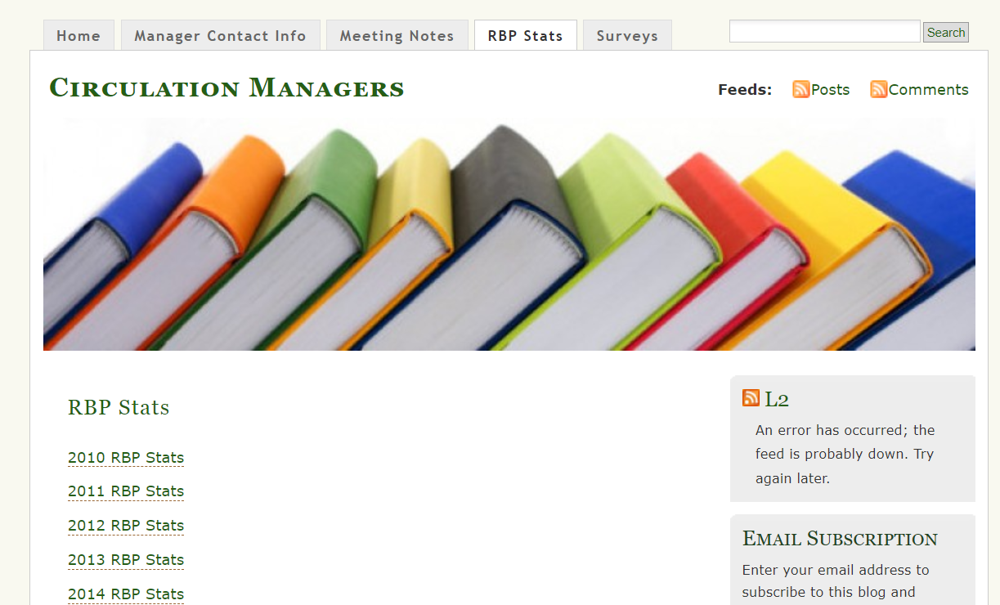 Home
Manager Contact Info
Meeting Notes
RBP Stats
Surveys
Search
Circulation Managers
Feeds:
Posts
Comments
RBP Stats
2010 RBP Stats
2011 RBP Stats
2012 RBP Stats
2013 RBP Stats
2014 RBP Stats
L2
An error has occurred; the
feed is probably down. Try
again later.
Email Subscription
Enter your email address to
subscribe to this blog and